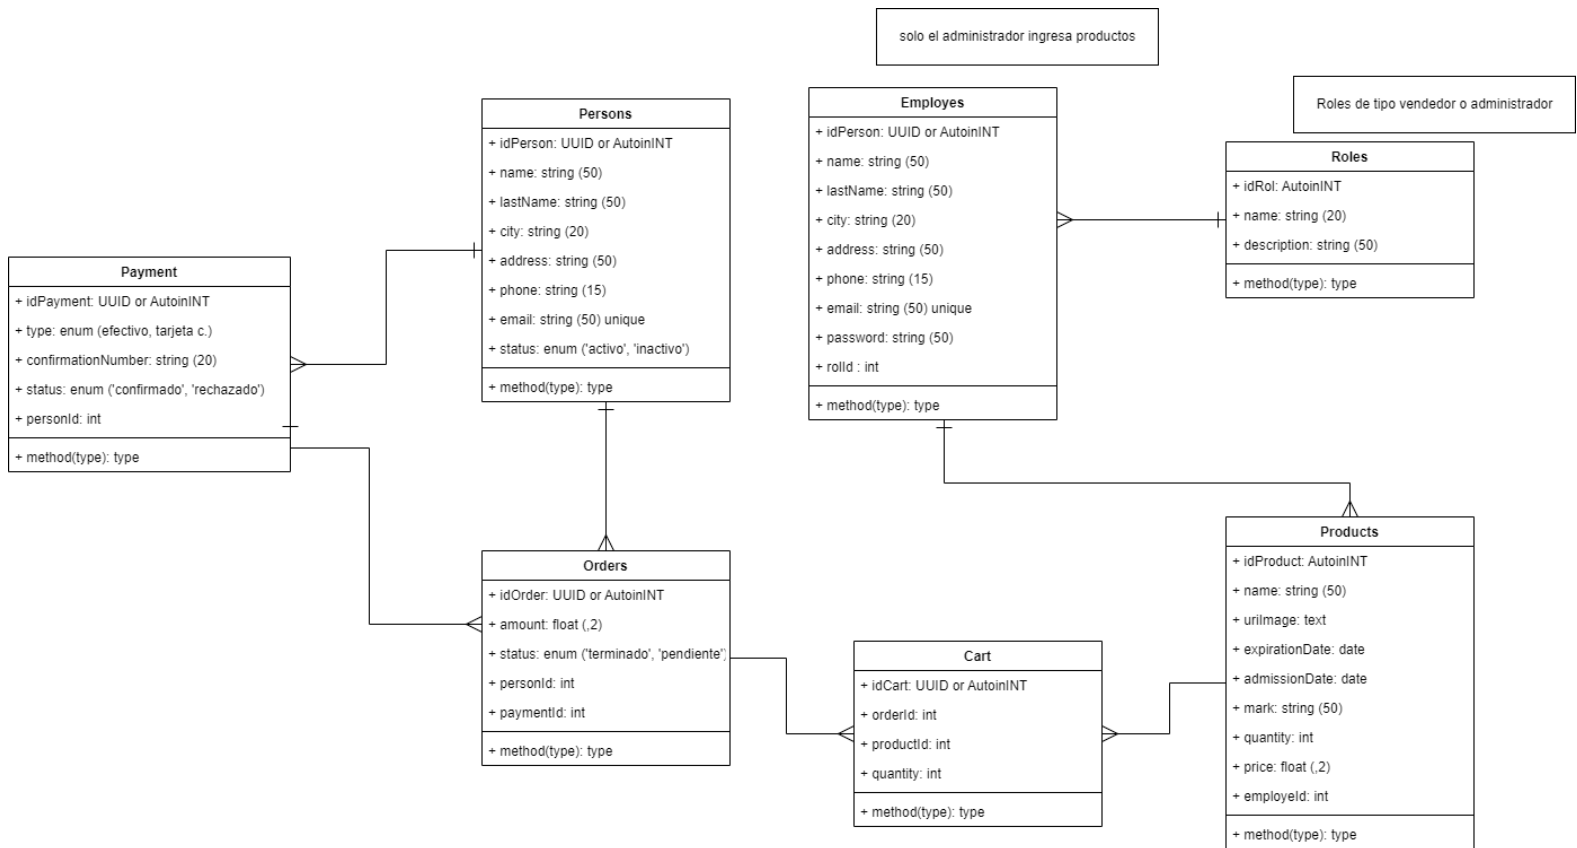 solo el administrador ingresa productos
Roles de tipo vendedor o administrador
Persons
+ idPerson: UUID or AutoinINT
+ name: string (50)
+ lastName: string (50)
+ city: string (20)
+ address: string (50)
+ phone: string (15)
+ email: string (50) unique
+ status: enum ('activo', 'inactivo')
+ method(type): type
Employes
+ idPerson: UUID or AutoinINT
+ name: string (50)
+ lastName: string (50)
+ city: string (20)
+ address: string (50)
+ phone: string (15)
+ email: string (50) unique
+ password: string (50)
+ rolId : int
+ method(type): type
Roles
+ idRol: AutoinINT
+ name: string (20)
+ description: string (50)
+ method(type): type
Payment
+ idPayment: UUID or AutoinINT
+ type: enum (efectivo, tarjeta c.)
+ confirmationNumber: string (20)
+ status: enum ('confirmado', 'rechazado')
+ personId: int
+ method(type): type
Orders
+ idOrder: UUID or AutoinINT
+ amount: float (,2)
+ status: enum ('terminado', 'pendiente')
+ personId: int
+ paymentId: int
+ method(type): type
Cart
+ idCart: UUID or AutoinINT
+ orderId: int
+ productId: int
+ quantity: int
+ method(type): type
Products
+ idProduct: AutoinINT
+ name: string (50)
+ urilmage: text
+ expirationDate: date
+ admissionDate: date
+ mark: string (50)
+ quantity: int
+ price: float (,2)
+ employeId: int
+ method(type): type